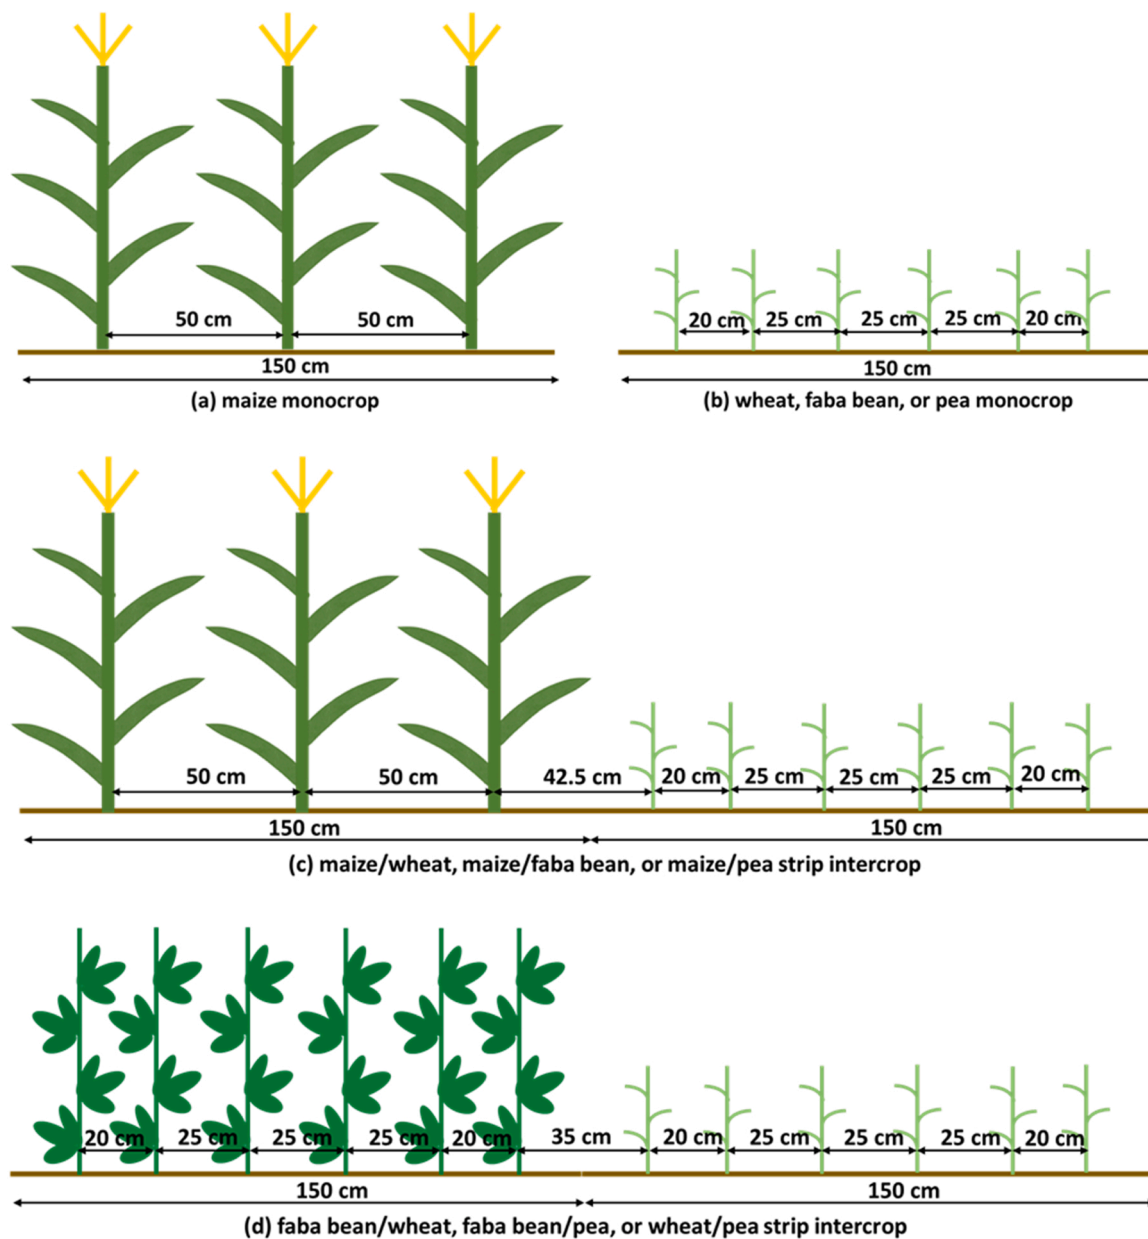 50 cm 50 cm
150 cm
(a) maize monocrop
20 cm 25 cm 25 cm 25 cm 20 cm
150 cm
(b) wheat, faba bean, or pea monocrop
50 cm 50 cm 42.5 cm 20 cm 25 cm 25 cm 25 cm 20 cm
150 cm 150 cm
(c) maize/wheat, maize/faba bean, or maize/pea strip intercrop
20 cm 25 cm 25 cm 25 cm 20 cm 35 cm 20 cm 25 cm 25 cm 25 cm 20 cm
150 cm 150 cm
(d) faba bean/wheat, faba bean/pea, or wheat/pea strip intercrop